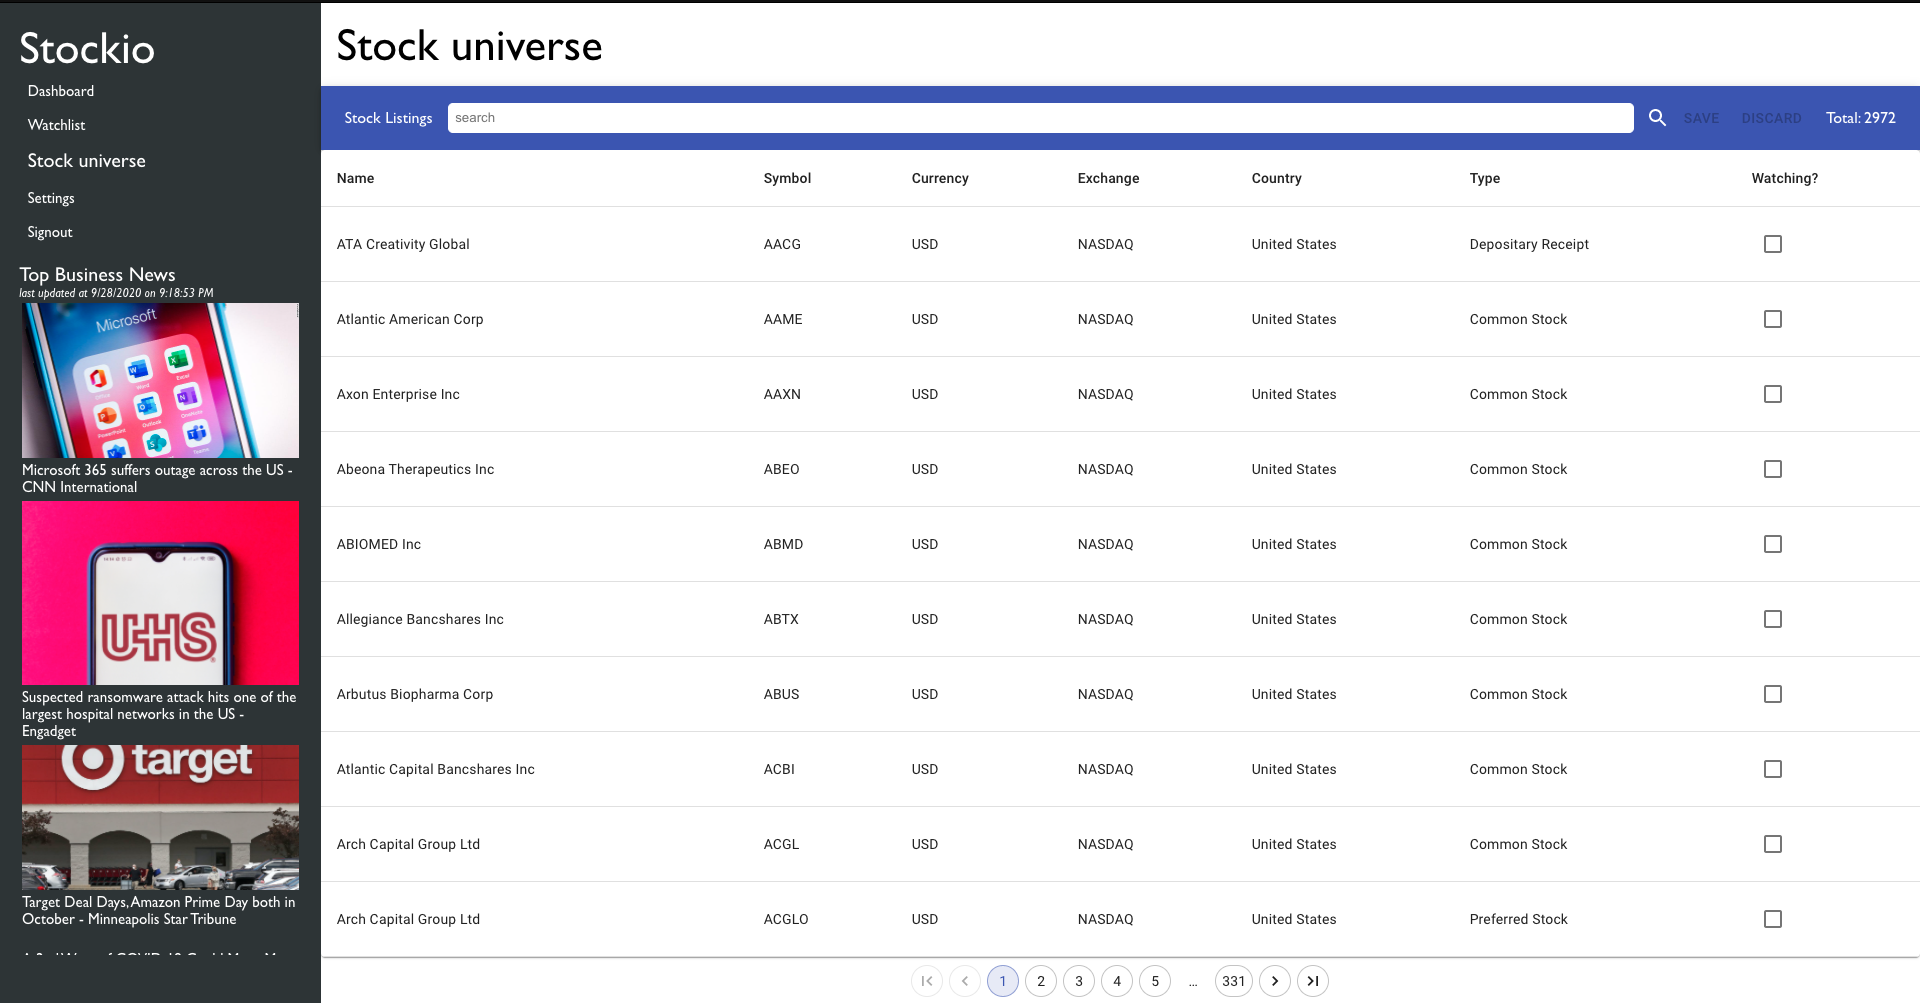 Stockio
Dashboard
Watchlist
Stock universe
Settings
Signout
Top Business News
last updated at 9/28/2020 on 9:18:53 PM
Microsoft
Office
Word
Excel
PowerPoint
Outlook
OneNote
Teams
Microsoft 365 suffers outage across the US -
CNN International
UHS
Suspected ransomware attack hits one of the
largest hospital networks in the US -
Engadget
target
Target Deal Days, Amazon Prime Day both in
October - Minneapolis Star Tribune
Stock universe
Stock Listings search SAVE DISCARD Total: 2972
Name Symbol Currency Exchange Country Type Watching?
ATA Creativity Global AACG USD NASDAQ United States Depositary Receipt
Atlantic American Corp AAME USD NASDAQ United States Common Stock
Axon Enterprise Inc AAXN USD NASDAQ United States Common Stock
Abeona Therapeutics Inc ABEO USD NASDAQ United States Common Stock
ABIOMED Inc ABMD USD NASDAQ United States Common Stock
Allegiance Bancshares Inc ABTX USD NASDAQ United States Common Stock
Arbutus Biopharma Corp ABUS USD NASDAQ United States Common Stock
Atlantic Capital Bancshares Inc ACBI USD NASDAQ United States Common Stock
Arch Capital Group Ltd ACGL USD NASDAQ United States Common Stock
Arch Capital Group Ltd ACGLO USD NASDAQ United States Preferred Stock
1 2 3 4 5 ... 331